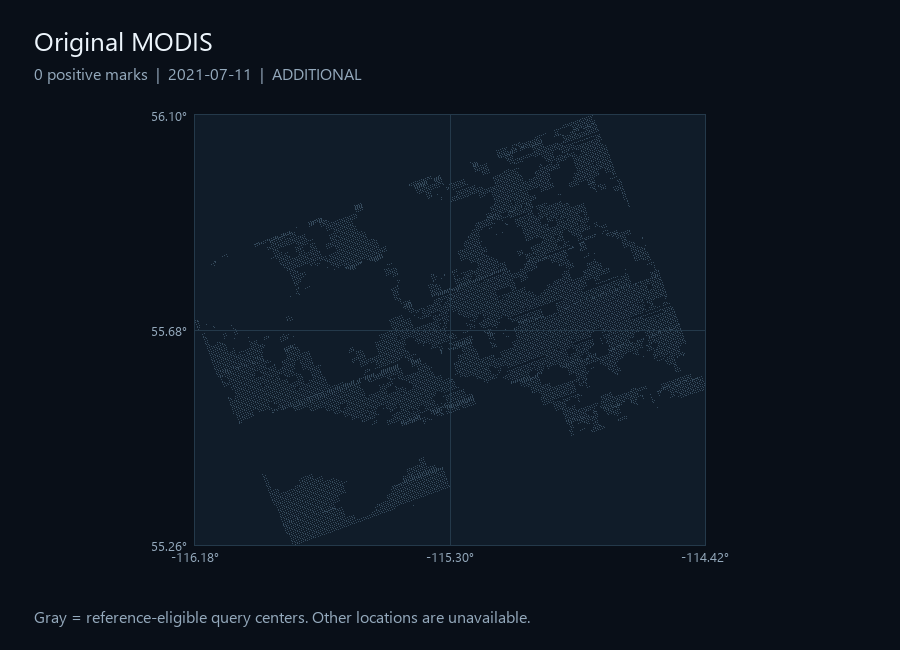 Original MODIS
0 positive marks | 2021-07-11 | ADDITIONAL
56.10°
55.68°
55.26°
-116.18°
-115.30°
-114.42°
Gray = reference-eligible query centers. Other locations are unavailable.